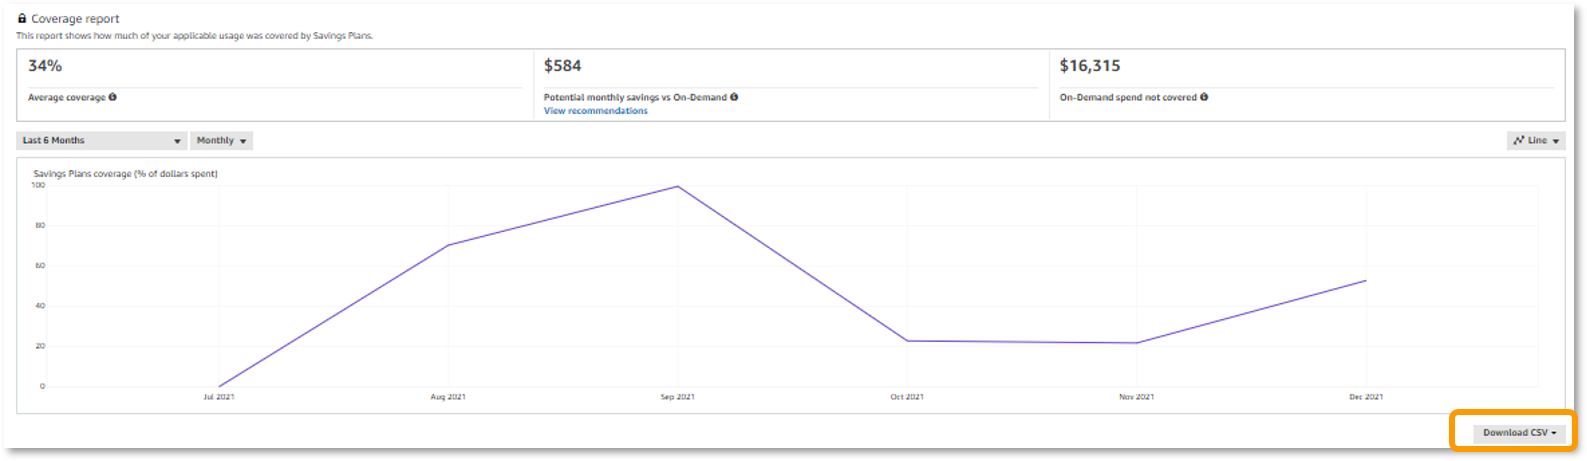 Coverage report
This report shows how much of your applicable usage was covered by Savings Plans.
34%
Average coverage
$584
Potential monthly savings vs On-Demand
View recommendations
$16,315
On-Demand spend not covered
Last 6 Months
Monthly
Line
Savings Plans coverage (% of dollars spent)
100
80
60
40
20
0
Jul 2021
Aug 2021
Sep 2021
Oct 2021
Nov 2021
Dec 2021
Download CSV